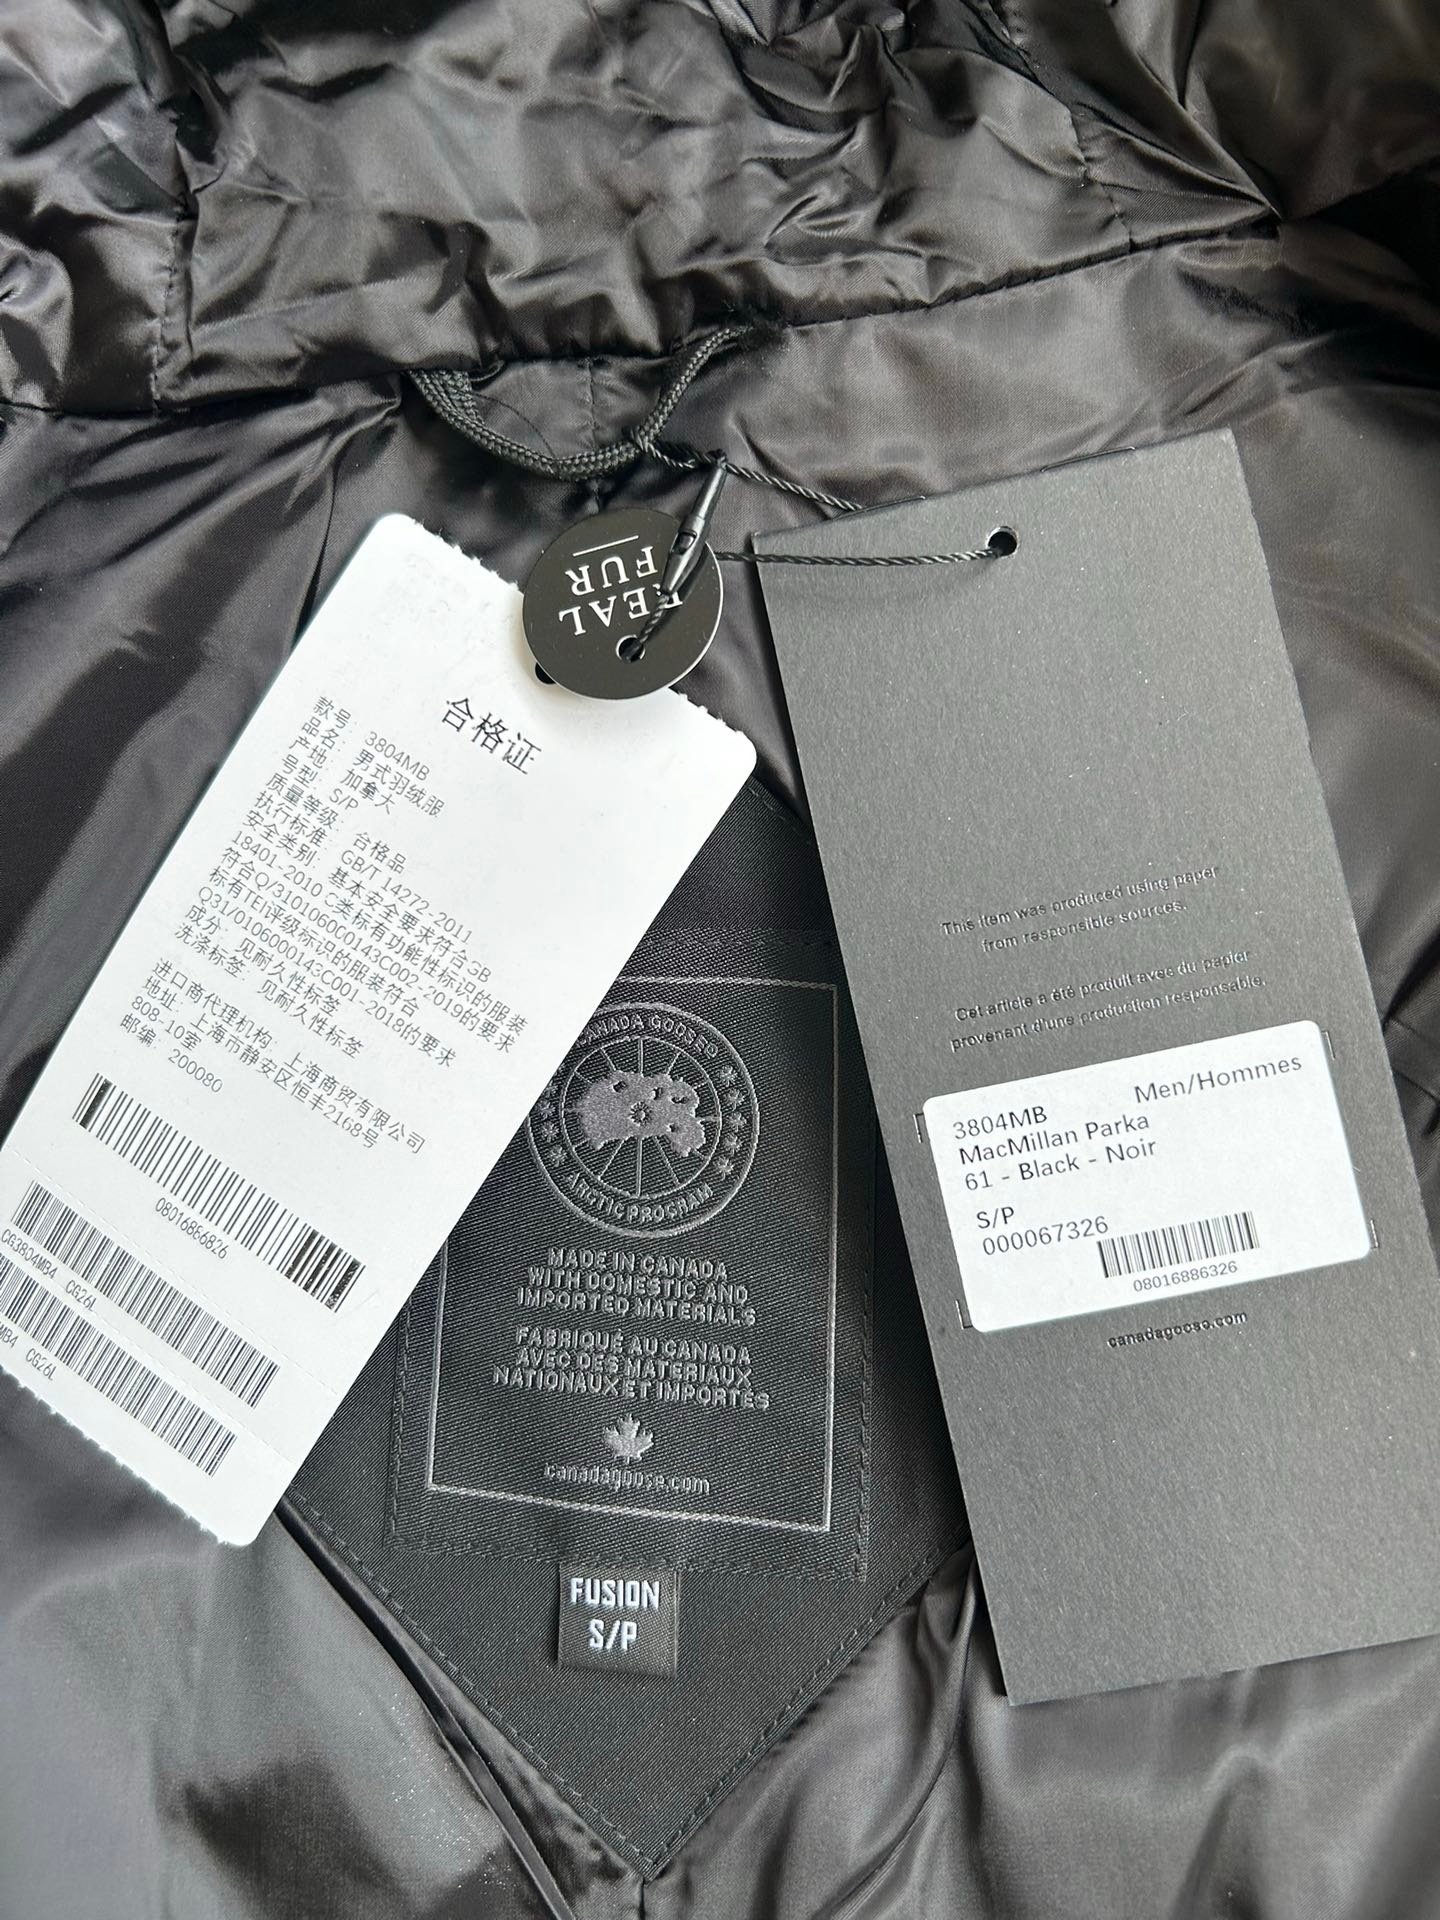 REAL
FUR
合格证
款号 3804MB
品名: 男式羽绒服
产地: 加拿大
号型: S/P
质量等级: 合格品
执行标准: GB/T 14272-2011
安全类别: 基本安全要求符合GB
18401-2010 C类标有功能性标识的服装
符合Q/3101060C0143C002-2019的要求
标有TEI评级标识的服装符合
Q31/0106000143C001-2018的要求
成分: 见耐久性标签
洗涤标签: 见耐久性标签
进口商代理机构: 上海商贸有限公司
地址: 上海市静安区恒丰2168号
808-10室
邮编: 200080
08016866826
CG3804MB4 CG26L
MB4 CG26L
CANADA GOOSE
ARCTIC PROGRAM
MADE IN CANADA
WITH DOMESTIC AND
IMPORTED MATERIALS
FABRIQUÉ AU CANADA
AVEC DES MATERIAUX
NATIONAUX ET IMPORTÉS
canadagoose.com
FUSION
S/P
This item was produced using paper
from responsible sources.
Cet article a été produit avec du papier
provenant d'une production responsable.
Men/Hommes
3804MB
MacMillan Parka
61 - Black - Noir
S/P
000067326
08016886326
canadagoose.com